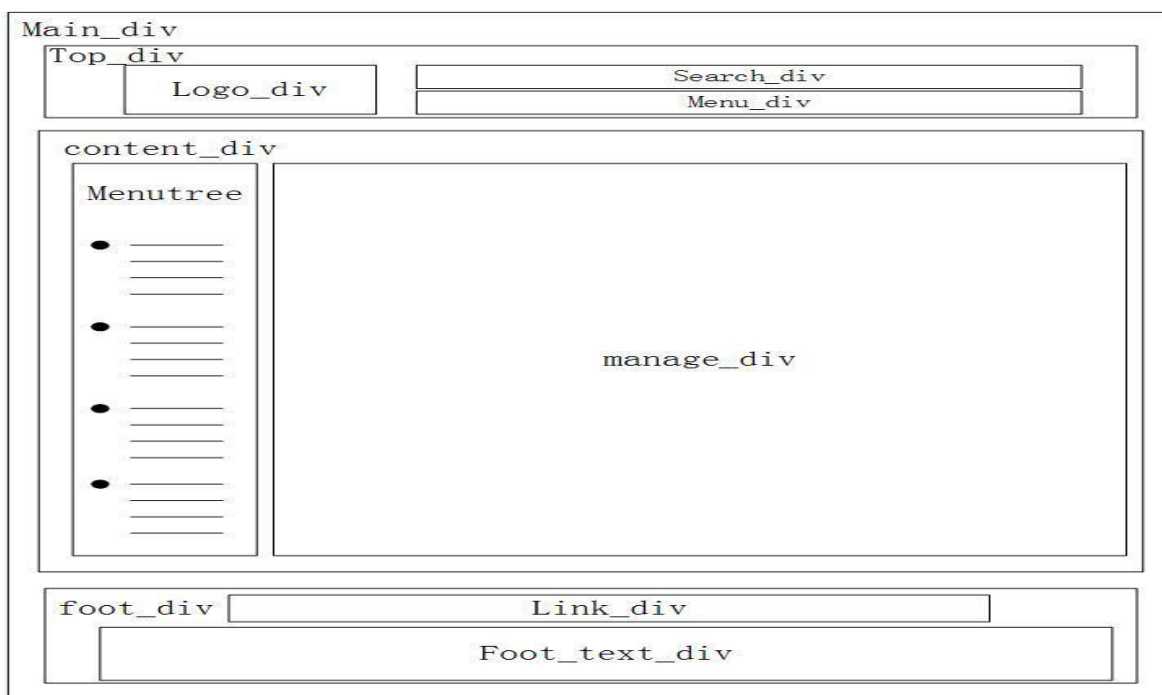 Main_div
Top_div
Logo_div
Search_div
Menu_div
content_div
Menutree
manage_div
foot_div
Link_div
Foot_text_div